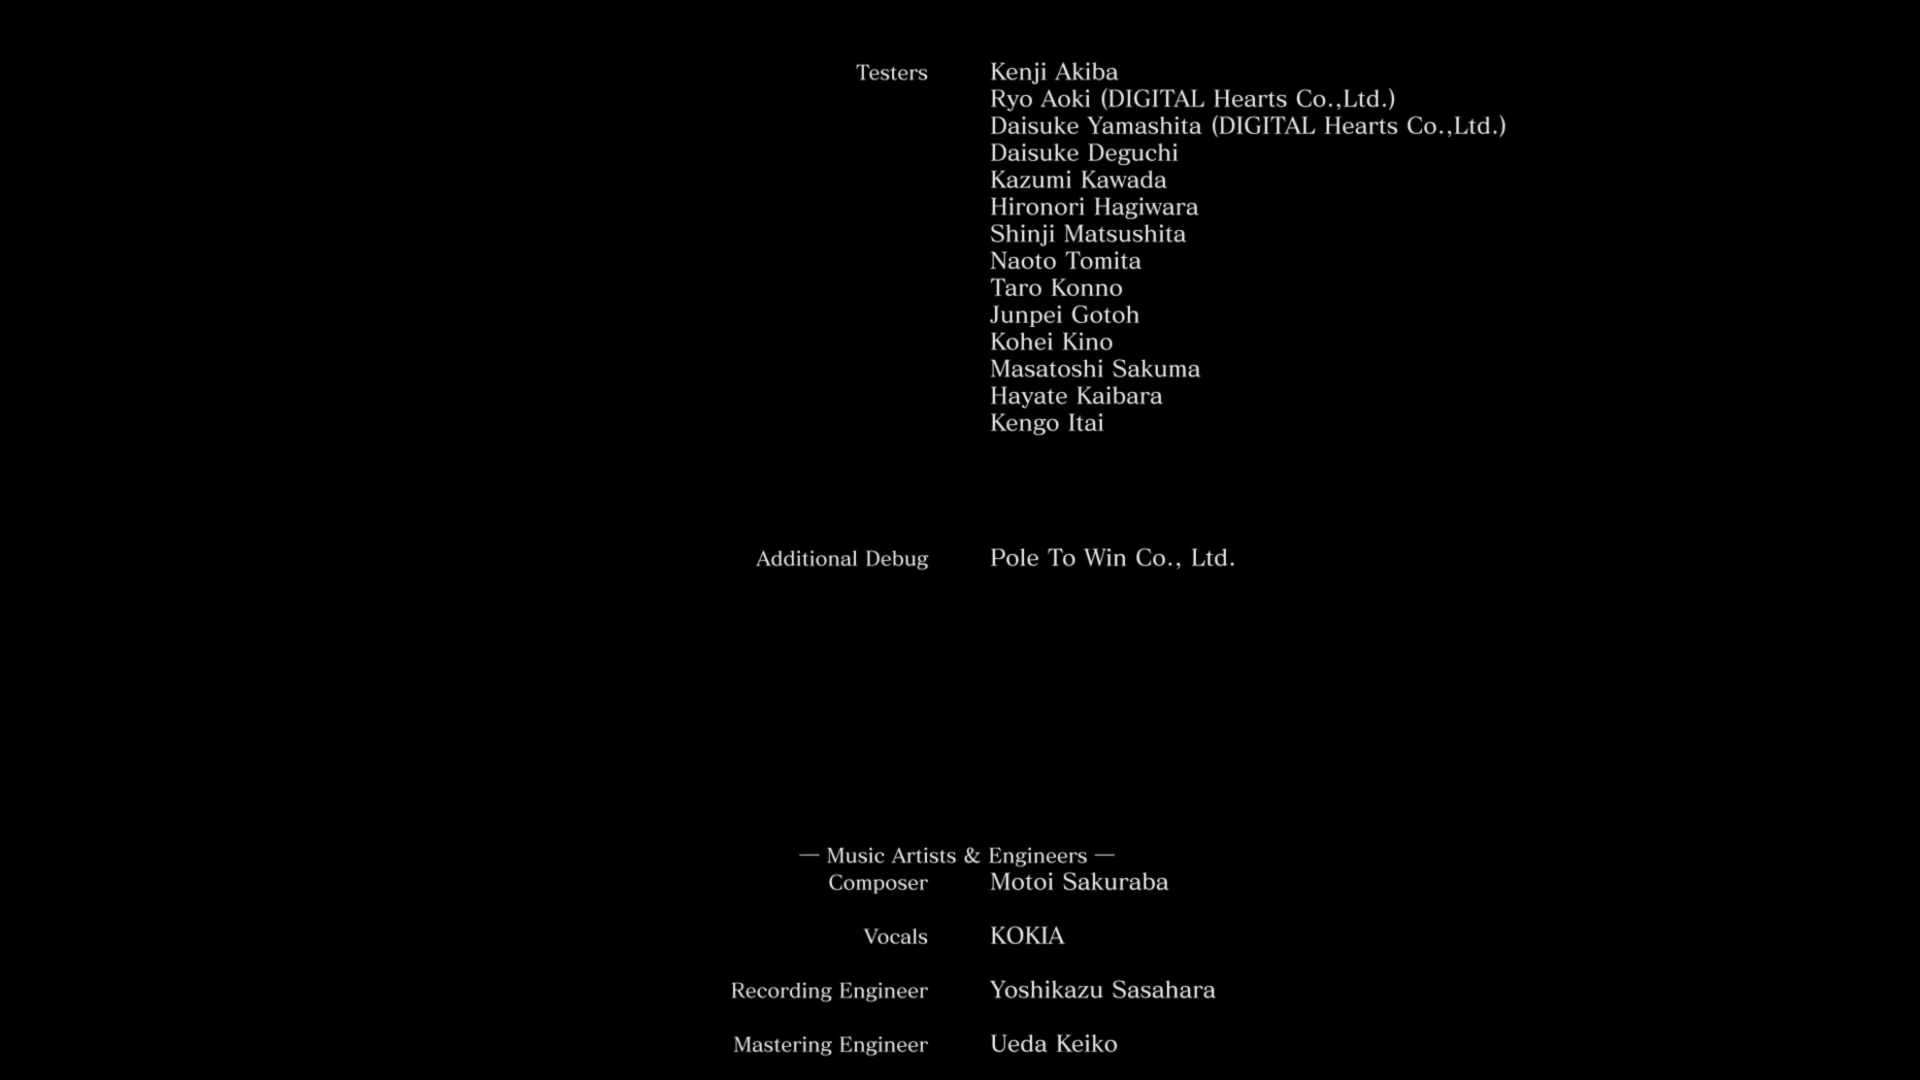 Testers Kenji Akiba
Ryo Aoki (DIGITAL Hearts Co.,Ltd.)
Daisuke Yamashita (DIGITAL Hearts Co.,Ltd.)
Daisuke Deguchi
Kazumi Kawada
Hironori Hagiwara
Shinji Matsushita
Naoto Tomita
Taro Konno
Junpei Gotoh
Kohei Kino
Masatoshi Sakuma
Hayate Kaibara
Kengo Itai
Additional Debug Pole To Win Co., Ltd.
— Music Artists & Engineers —
Composer Motoi Sakuraba
Vocals KOKIA
Recording Engineer Yoshikazu Sasahara
Mastering Engineer Ueda Keiko